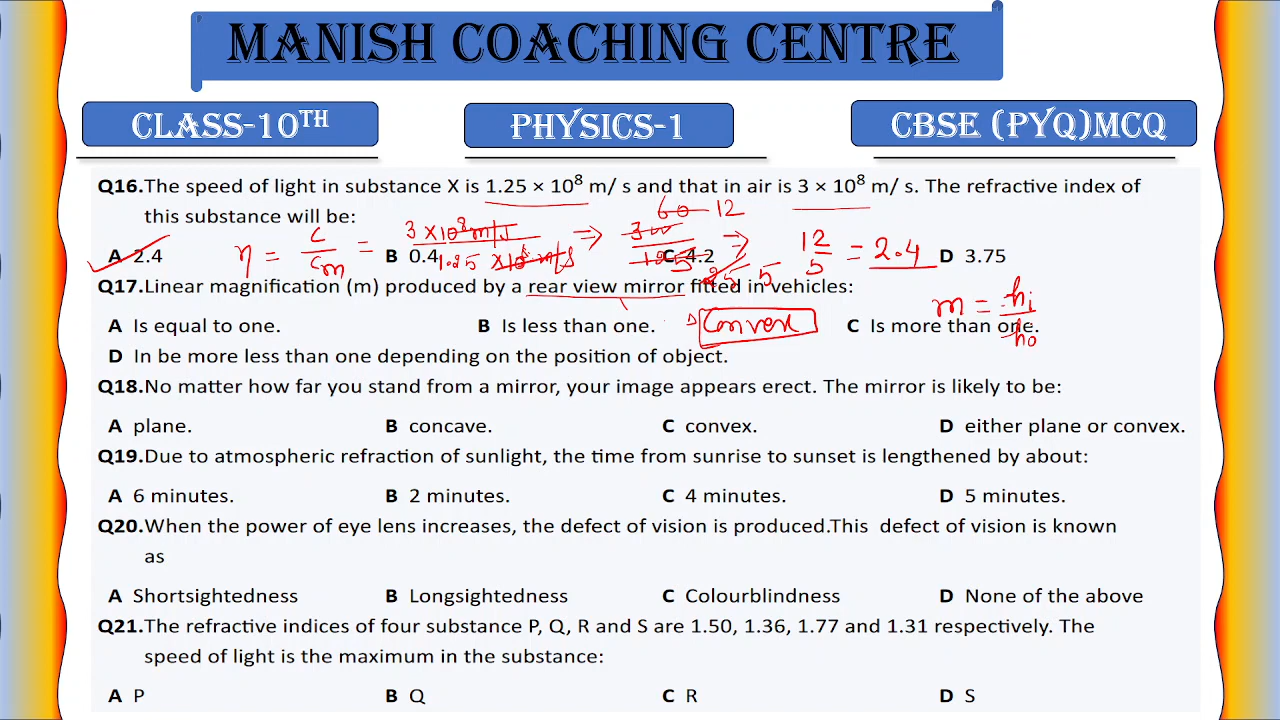 MANISH COACHING CENTRE
CLASS-10TH PHYSICS-1 CBSE (PYQ)MCQ
Q16.The speed of light in substance X is 1.25 × 10⁸ m/ s and that in air is 3 × 10⁸ m/ s. The refractive index of
this substance will be:
60 12
A 2.4 B 0.4 C 4.2 D 3.75
η = c/cm = 3 × 10⁸ m/s / 1.25 × 10⁸ m/s ⇒ 300/125 ⇒ 12/5 = 2.4
25 5
Q17.Linear magnification (m) produced by a rear view mirror fitted in vehicles:
m = hi/ho
A Is equal to one. B Is less than one. Convex C Is more than one.
D In be more less than one depending on the position of object.
Q18.No matter how far you stand from a mirror, your image appears erect. The mirror is likely to be:
A plane. B concave. C convex. D either plane or convex.
Q19.Due to atmospheric refraction of sunlight, the time from sunrise to sunset is lengthened by about:
A 6 minutes. B 2 minutes. C 4 minutes. D 5 minutes.
Q20.When the power of eye lens increases, the defect of vision is produced.This defect of vision is known
as
A Shortsightedness B Longsightedness C Colourblindness D None of the above
Q21.The refractive indices of four substance P, Q, R and S are 1.50, 1.36, 1.77 and 1.31 respectively. The
speed of light is the maximum in the substance:
A P B Q C R D S